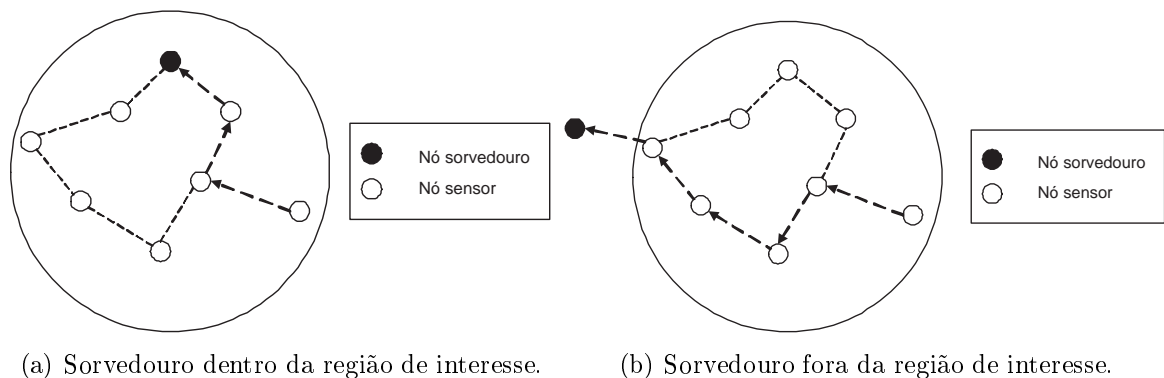 Nó sorvedouro
Nó sensor
Nó sorvedouro
Nó sensor
(a) Sorvedouro dentro da região de interesse.
(b) Sorvedouro fora da região de interesse.